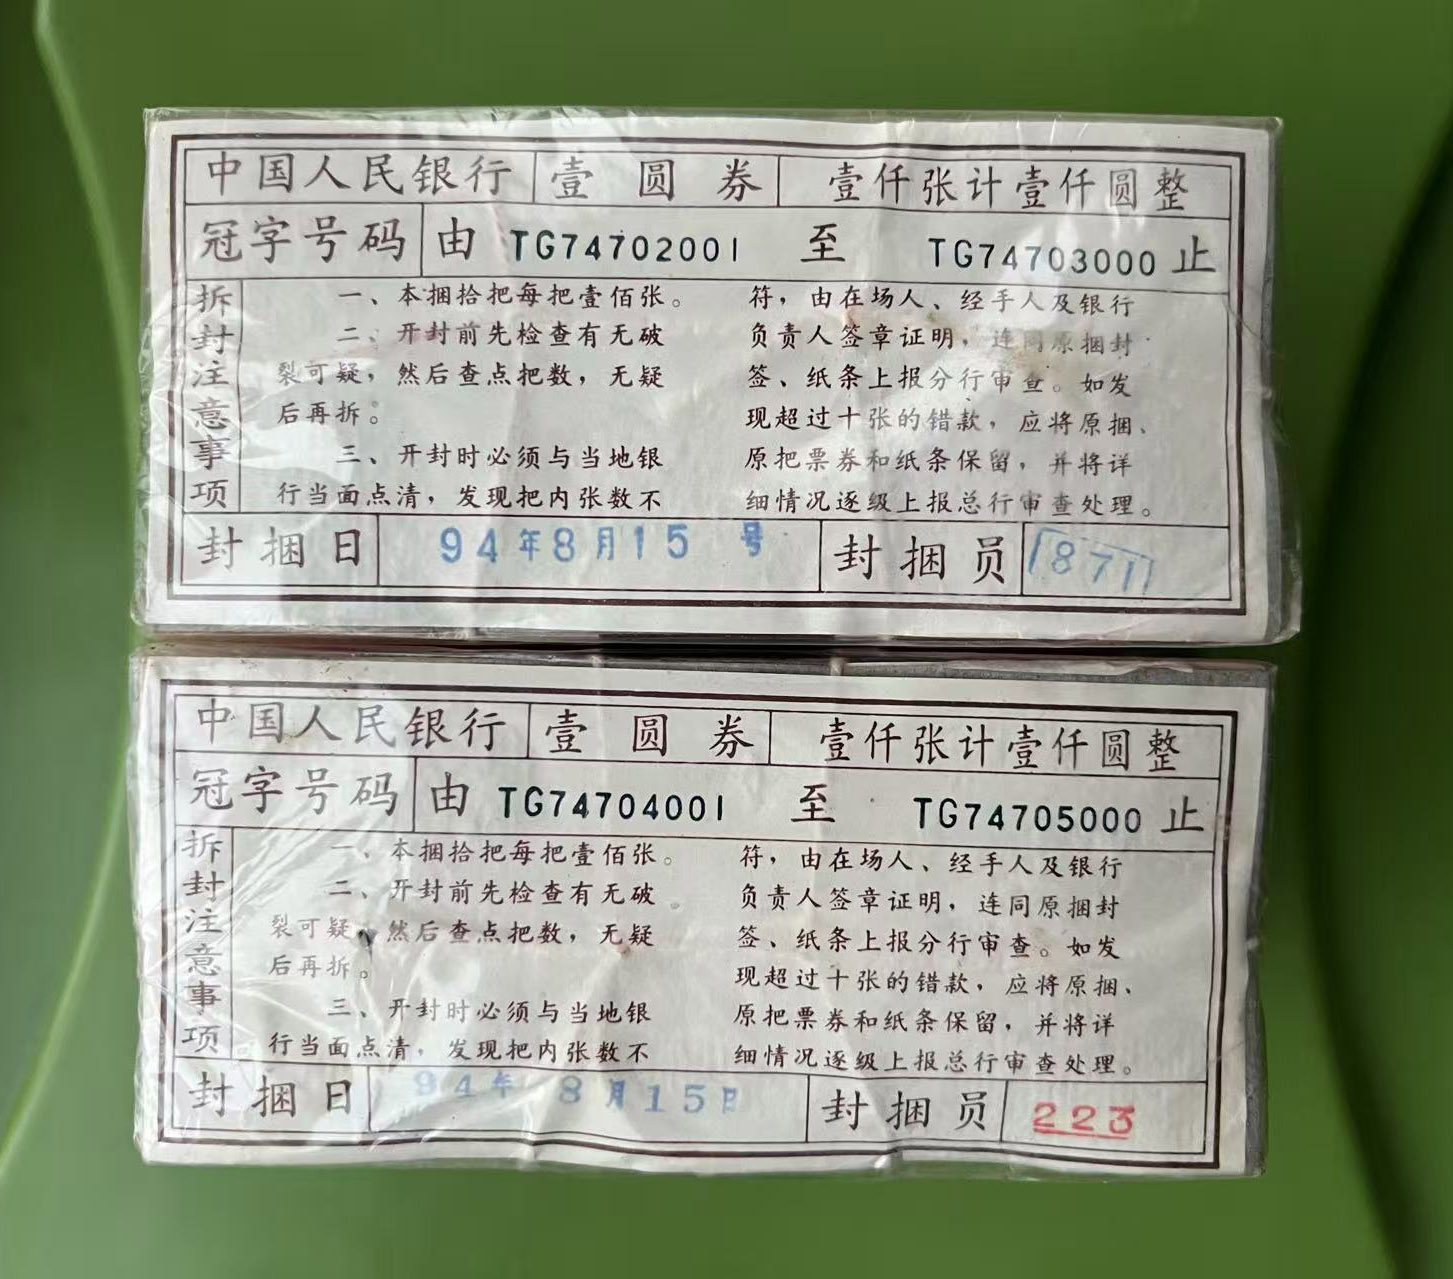 中国人民银行 壹圆券 壹仟张计壹仟圆整
冠字号码 由 TG74702001 至 TG74703000 止
拆封注意事项
一、本捆拾把每把壹佰张。
二、开封前先检查有无破
裂可疑，然后查点把数，无疑
后再拆。
三、开封时必须与当地银
行当面点清，发现把内张数不
符，由在场人、经手人及银行
负责人签章证明，连同原捆封
签、纸条上报分行审查。如发
现超过十张的错款，应将原捆、
原把票券和纸条保留，并将详
细情况逐级上报总行审查处理。
封捆日 94年8月15号 封捆员 871
中国人民银行 壹圆券 壹仟张计壹仟圆整
冠字号码 由 TG74704001 至 TG74705000 止
拆封注意事项
一、本捆拾把每把壹佰张。
二、开封前先检查有无破
裂可疑，然后查点把数，无疑
后再拆。
三、开封时必须与当地银
行当面点清，发现把内张数不
符，由在场人、经手人及银行
负责人签章证明，连同原捆封
签、纸条上报分行审查。如发
现超过十张的错款，应将原捆、
原把票券和纸条保留，并将详
细情况逐级上报总行审查处理。
封捆日 94年8月15日 封捆员 223